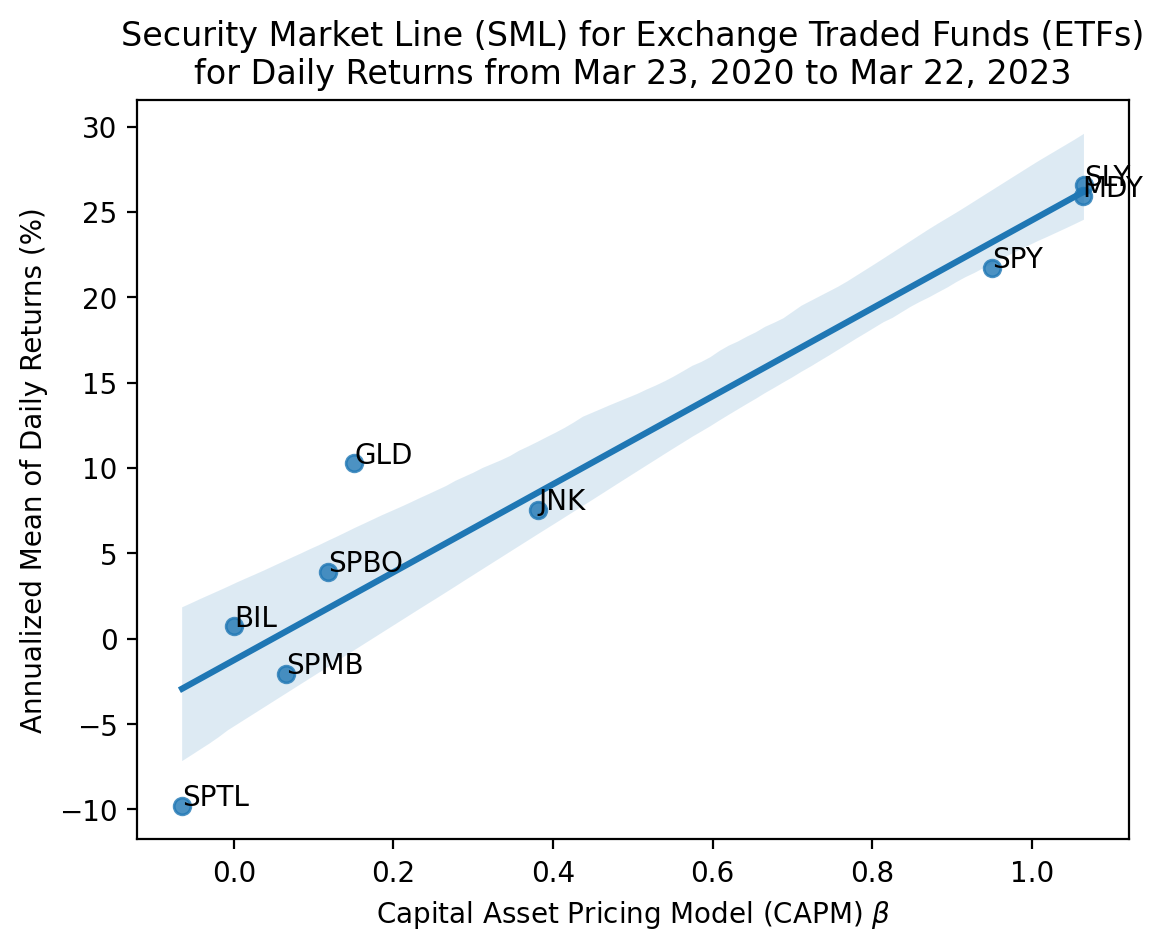 Security Market Line (SML) for Exchange Traded Funds (ETFs)
for Daily Returns from Mar 23, 2020 to Mar 22, 2023
Annualized Mean of Daily Returns (%)
30
25
20
15
10
5
0
−5
−10
SLY
MDY
SPY
GLD
JNK
SPBO
BIL
SPMB
SPTL
0.0 0.2 0.4 0.6 0.8 1.0
Capital Asset Pricing Model (CAPM) β